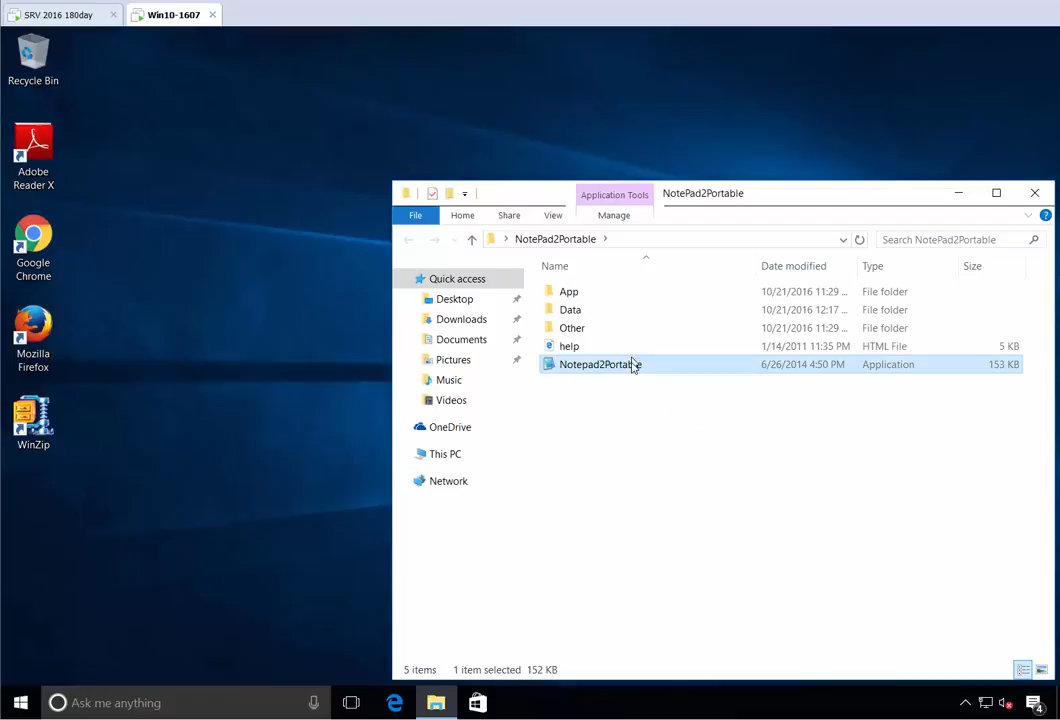 SRV 2016 180day
Win10-1607
Recycle Bin
Adobe
Reader X
Google
Chrome
Mozilla
Firefox
WinZip
Application Tools
NotePad2Portable
File
Home
Share
View
Manage
NotePad2Portable
Search NotePad2Portable
Name
Date modified
Type
Size
Quick access
Desktop
Downloads
Documents
Pictures
Music
Videos
OneDrive
This PC
Network
App 10/21/2016 11:29 ... File folder
Data 10/21/2016 12:17 ... File folder
Other 10/21/2016 11:29 ... File folder
help 1/14/2011 11:35 PM HTML File 5 KB
Notepad2Portable 6/26/2014 4:50 PM Application 153 KB
5 items 1 item selected 152 KB
Ask me anything
4